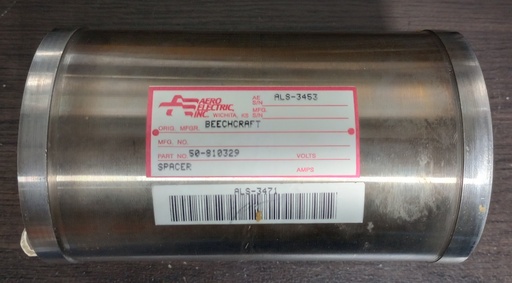 AERO
ELECTRIC,
INC. WICHITA, KS
AE
S/N ALS-3453
MFG.
S/N
ORIG. MFGR. BEECHCRAFT
MFG. NO.
PART NO. 50-810329 VOLTS
SPACER AMPS
ALS-3471